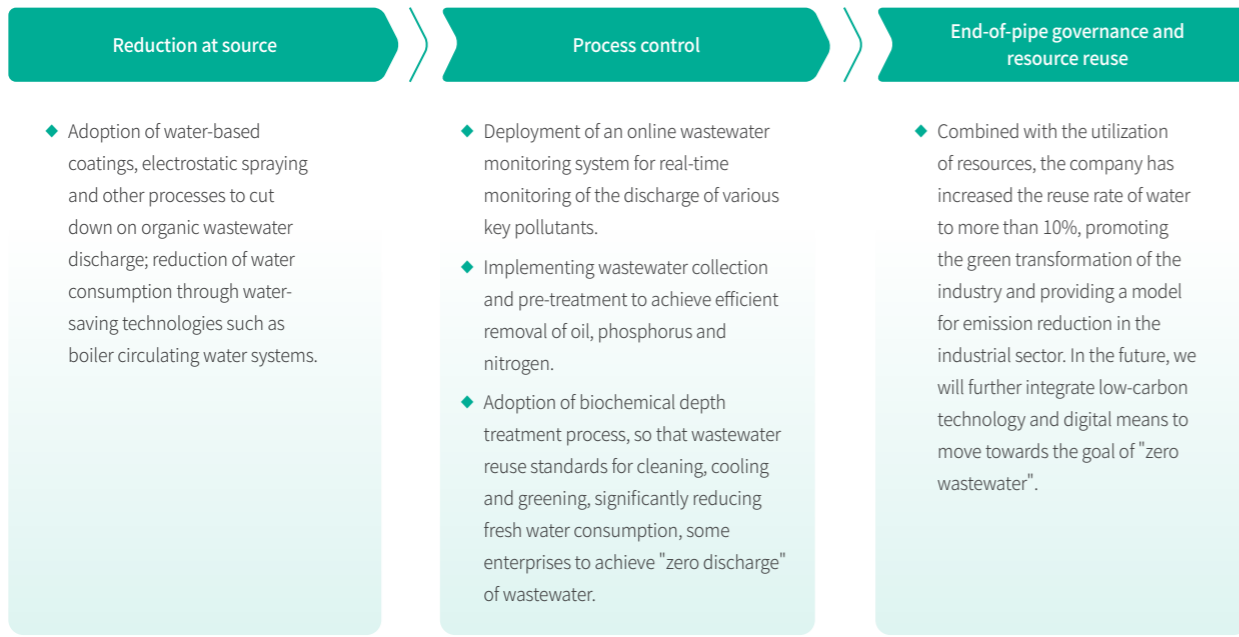 Reduction at source
Adoption of water-based
coatings, electrostatic spraying
and other processes to cut
down on organic wastewater
discharge; reduction of water
consumption through water-
saving technologies such as
boiler circulating water systems.
Process control
Deployment of an online wastewater
monitoring system for real-time
monitoring of the discharge of various
key pollutants.
Implementing wastewater collection
and pre-treatment to achieve efficient
removal of oil, phosphorus and
nitrogen.
Adoption of biochemical depth
treatment process, so that wastewater
reuse standards for cleaning, cooling
and greening, significantly reducing
fresh water consumption, some
enterprises to achieve "zero discharge"
of wastewater.
End-of-pipe governance and
resource reuse
Combined with the utilization
of resources, the company has
increased the reuse rate of water
to more than 10%, promoting
the green transformation of the
industry and providing a model
for emission reduction in the
industrial sector. In the future, we
will further integrate low-carbon
technology and digital means to
move towards the goal of "zero
wastewater".